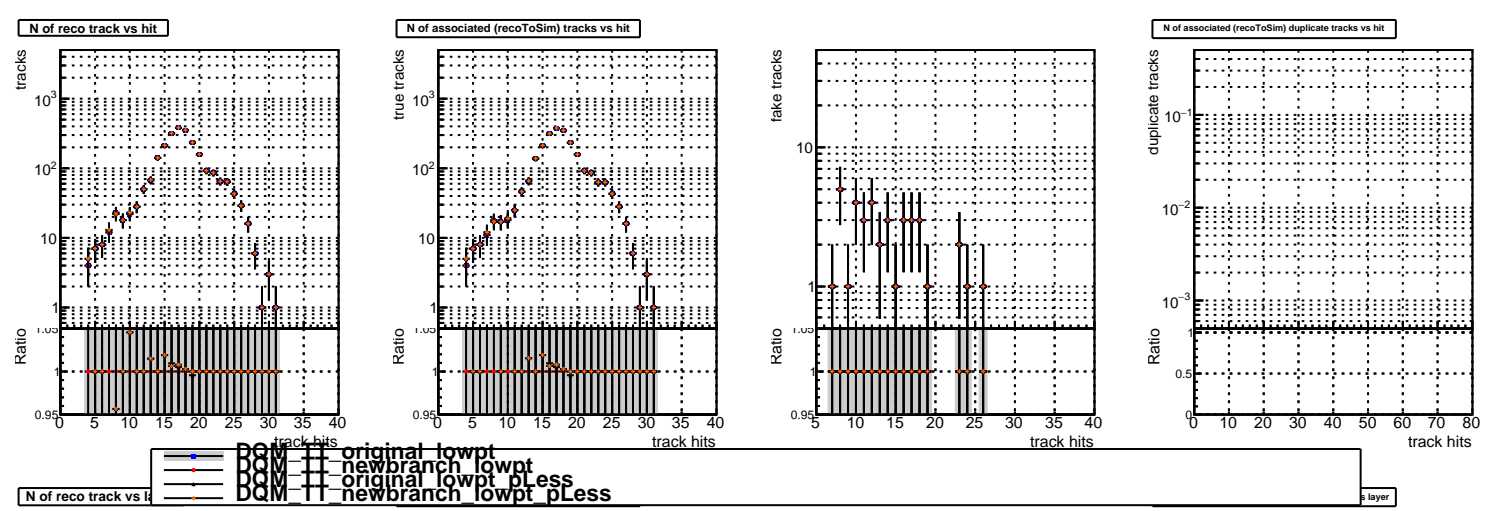 N of reco track vs hit
N of associated (recoToSim) tracks vs hit
N of associated (recoToSim) duplicate tracks vs hit
tracks
10³
10²
10
1
Ratio
1.05
1
0.95
0 5 10 15 20 25 30 35 40
track hits
true tracks
10³
10²
10
1
Ratio
1.05
1
0.95
0 5 10 15 20 25 30 35 40
track hits
fake tracks
10
1
Ratio
1.05
1
0.95
5 10 15 20 25 30 35 40
track hits
duplicate tracks
10⁻¹
10⁻²
10⁻³
Ratio
1
0.5
0
0 10 20 30 40 50 60 70 80
track hits
DQM_TT_original_lowpt
DQM_TT_newbranch_lowpt
DQM_TT_original_lowpt_pLess
DQM_TT_newbranch_lowpt_pLess
N of reco track vs la
s layer